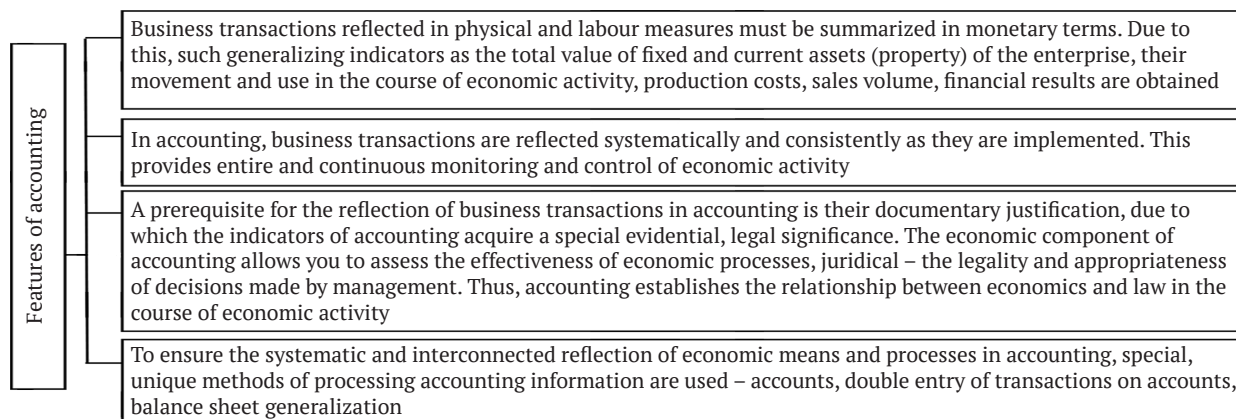 Features of accounting
Business transactions reflected in physical and labour measures must be summarized in monetary terms. Due to
this, such generalizing indicators as the total value of fixed and current assets (property) of the enterprise, their
movement and use in the course of economic activity, production costs, sales volume, financial results are obtained
In accounting, business transactions are reflected systematically and consistently as they are implemented. This
provides entire and continuous monitoring and control of economic activity
A prerequisite for the reflection of business transactions in accounting is their documentary justification, due to
which the indicators of accounting acquire a special evidential, legal significance. The economic component of
accounting allows you to assess the effectiveness of economic processes, juridical – the legality and appropriateness
of decisions made by management. Thus, accounting establishes the relationship between economics and law in the
course of economic activity
To ensure the systematic and interconnected reflection of economic means and processes in accounting, special,
unique methods of processing accounting information are used – accounts, double entry of transactions on accounts,
balance sheet generalization